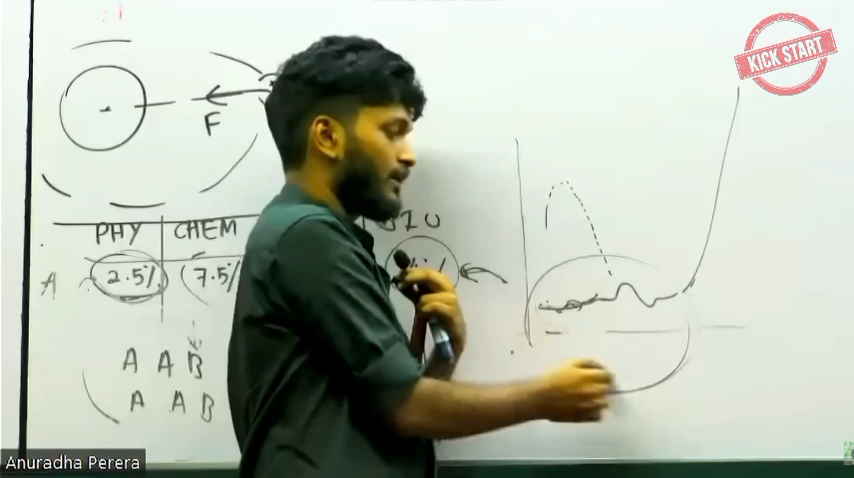 KICK START
F
PHY CHEM
A 2.5% 7.5%
A A B
A A B
Anuradha Perera